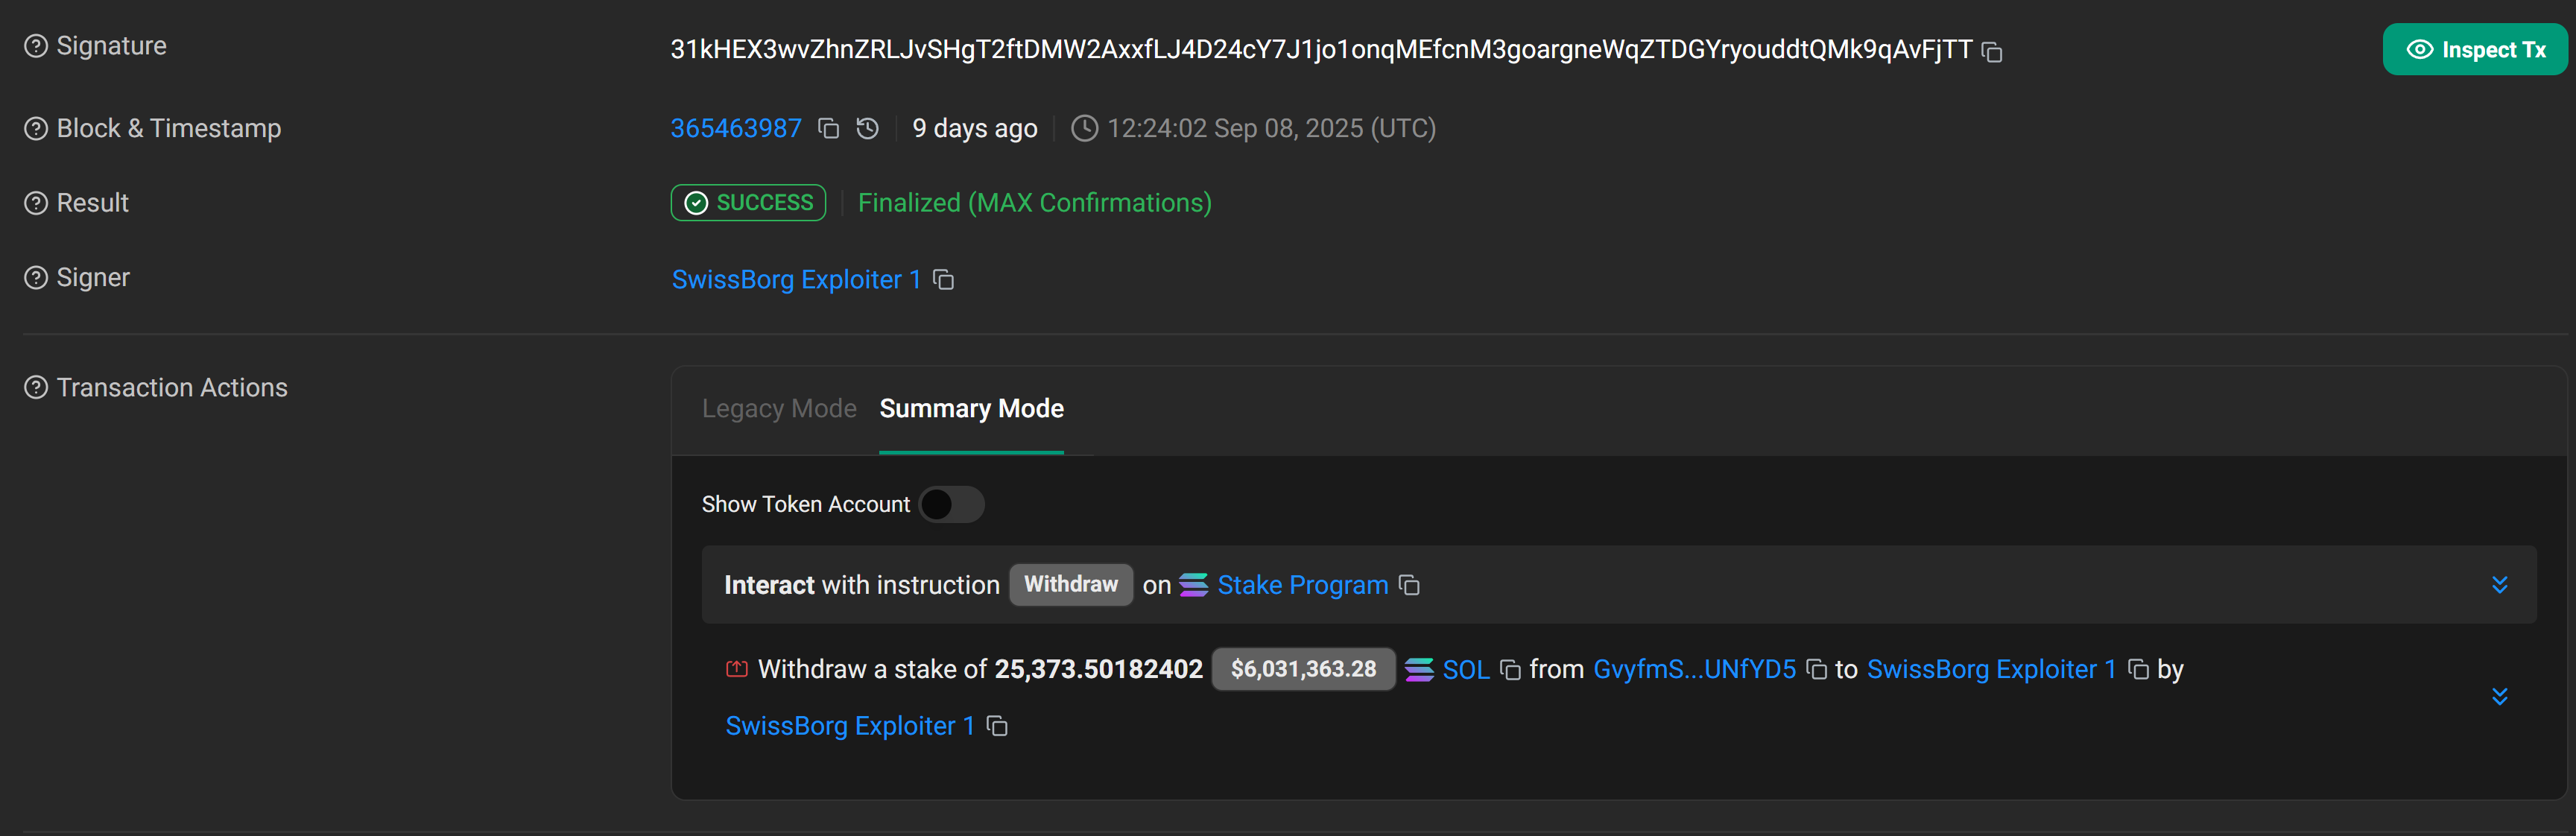 Signature
31kHEX3wvZhnZRLJvSHgT2ftDMW2AxxfLJ4D24cY7J1jo1onqMEfcnM3goargneWqZTDGYryouddtQMk9qAvFjTT
Inspect Tx
Block & Timestamp
365463987 9 days ago 12:24:02 Sep 08, 2025 (UTC)
Result
SUCCESS Finalized (MAX Confirmations)
Signer
SwissBorg Exploiter 1
Transaction Actions
Legacy Mode Summary Mode
Show Token Account
Interact with instruction Withdraw on Stake Program
Withdraw a stake of 25,373.50182402 $6,031,363.28 SOL from GvyfmS...UNfYD5 to SwissBorg Exploiter 1 by
SwissBorg Exploiter 1